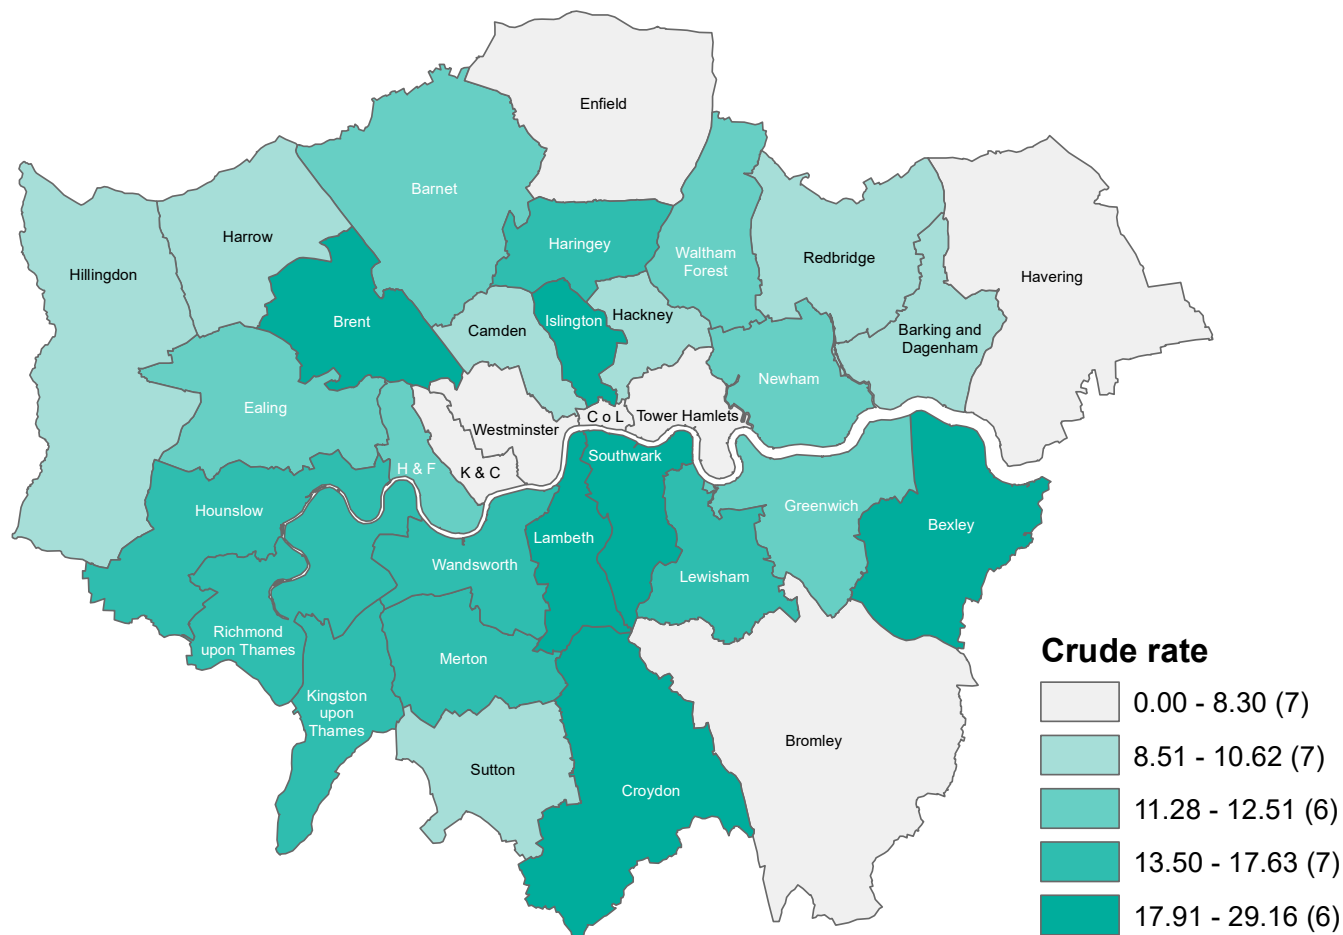 Enfield
Barnet
Harrow
Haringey
Waltham
Forest
Redbridge
Hillingdon
Havering
Brent
Camden
Islington
Hackney
Barking and
Dagenham
Ealing
Newham
Westminster
C o L
Tower Hamlets
H & F
K & C
Southwark
Hounslow
Greenwich
Bexley
Lambeth
Wandsworth
Lewisham
Richmond
upon Thames
Merton
Kingston
upon
Thames
Sutton
Bromley
Croydon
Crude rate
0.00 - 8.30 (7)
8.51 - 10.62 (7)
11.28 - 12.51 (6)
13.50 - 17.63 (7)
17.91 - 29.16 (6)